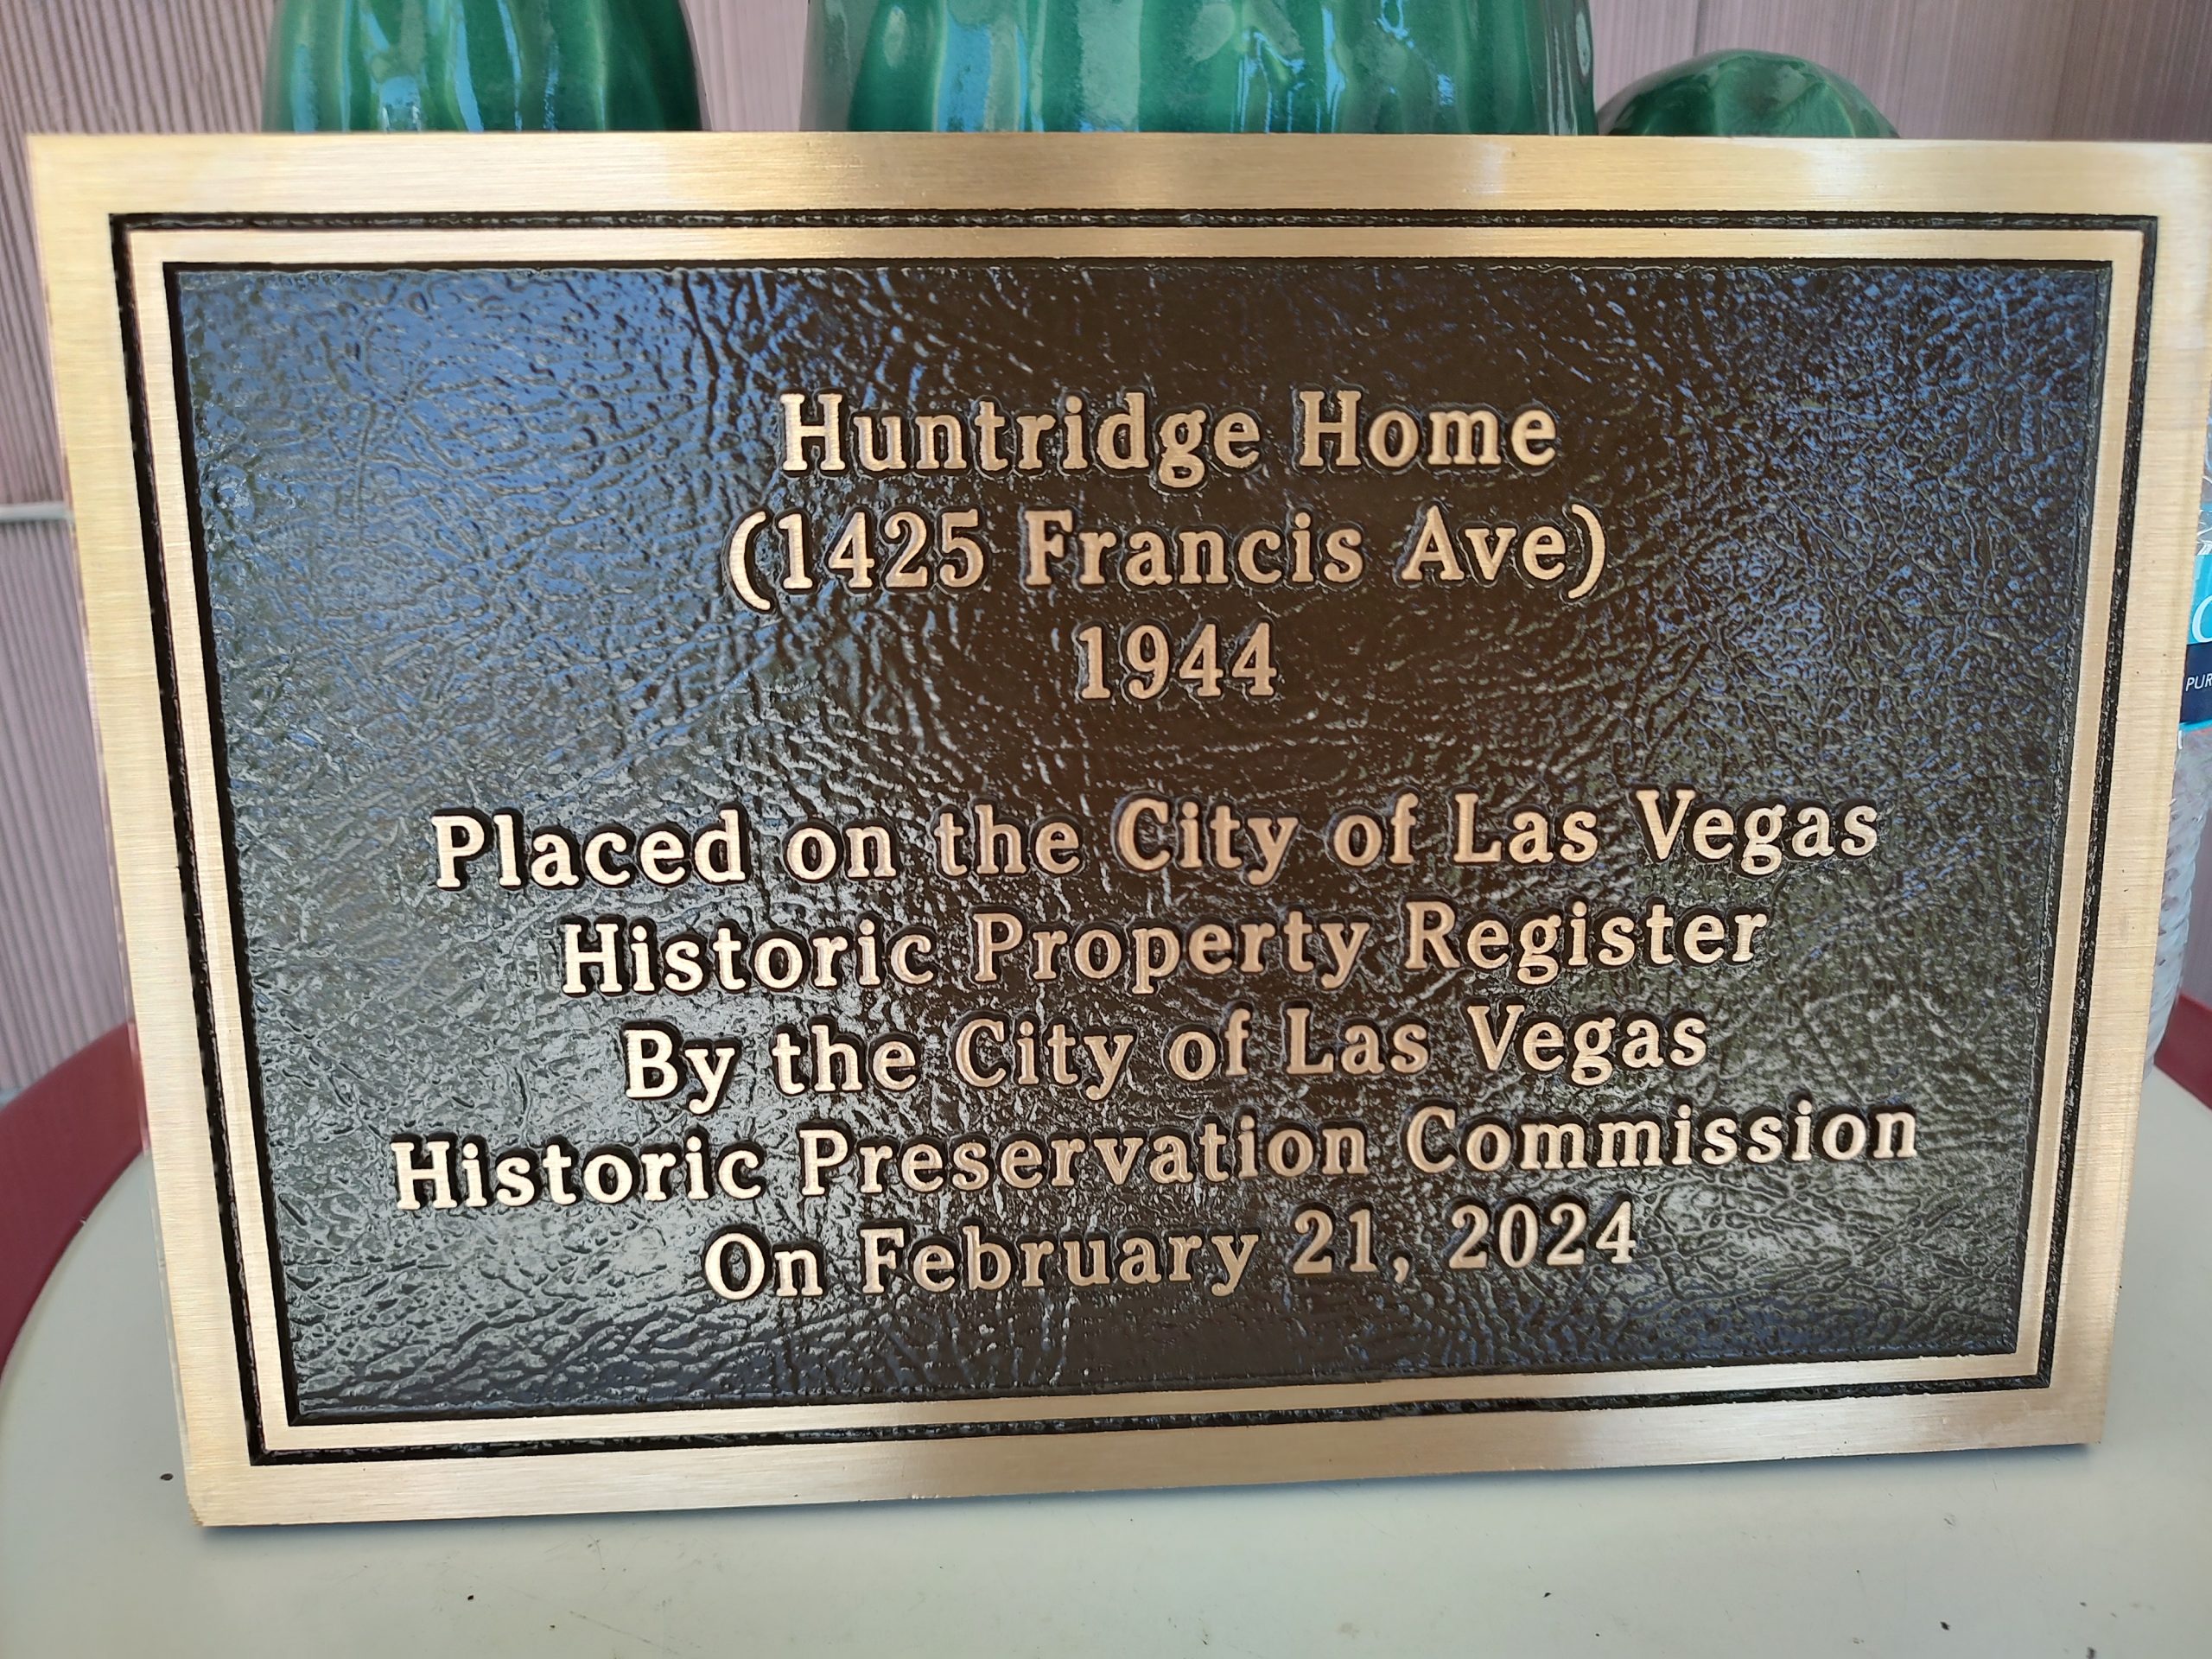 Huntridge Home
(1425 Francis Ave)
1944
Placed on the City of Las Vegas
Historic Property Register
By the City of Las Vegas
Historic Preservation Commission
On February 21, 2024